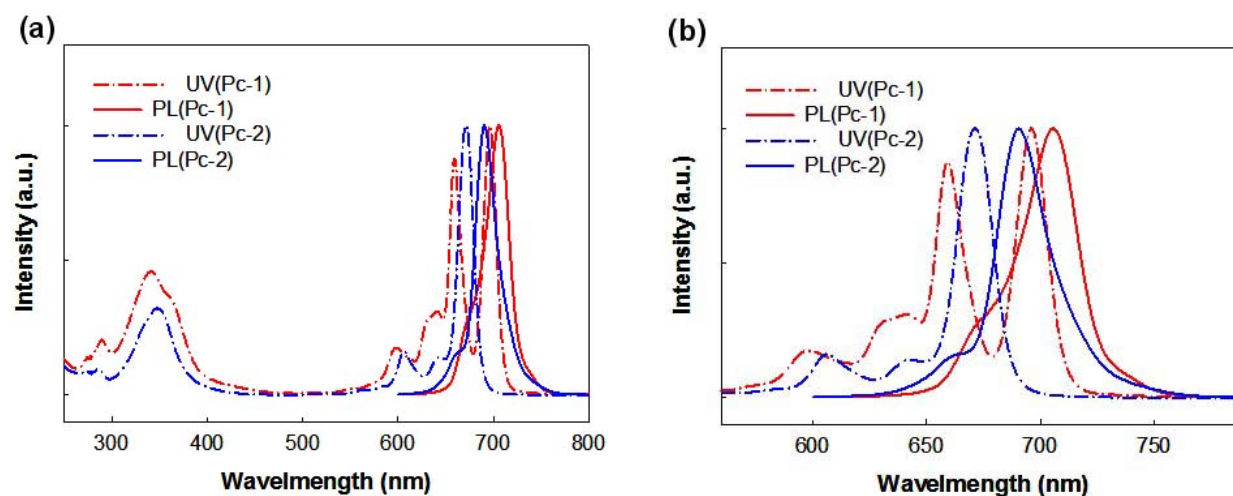 (a)
UV(Pc-1)
PL(Pc-1)
UV(Pc-2)
PL(Pc-2)
Intensity (a.u.)
300 400 500 600 700 800
Wavelmength (nm)
(b)
UV(Pc-1)
PL(Pc-1)
UV(Pc-2)
PL(Pc-2)
Intensity (a.u.)
600 650 700 750
Wavelmength (nm)